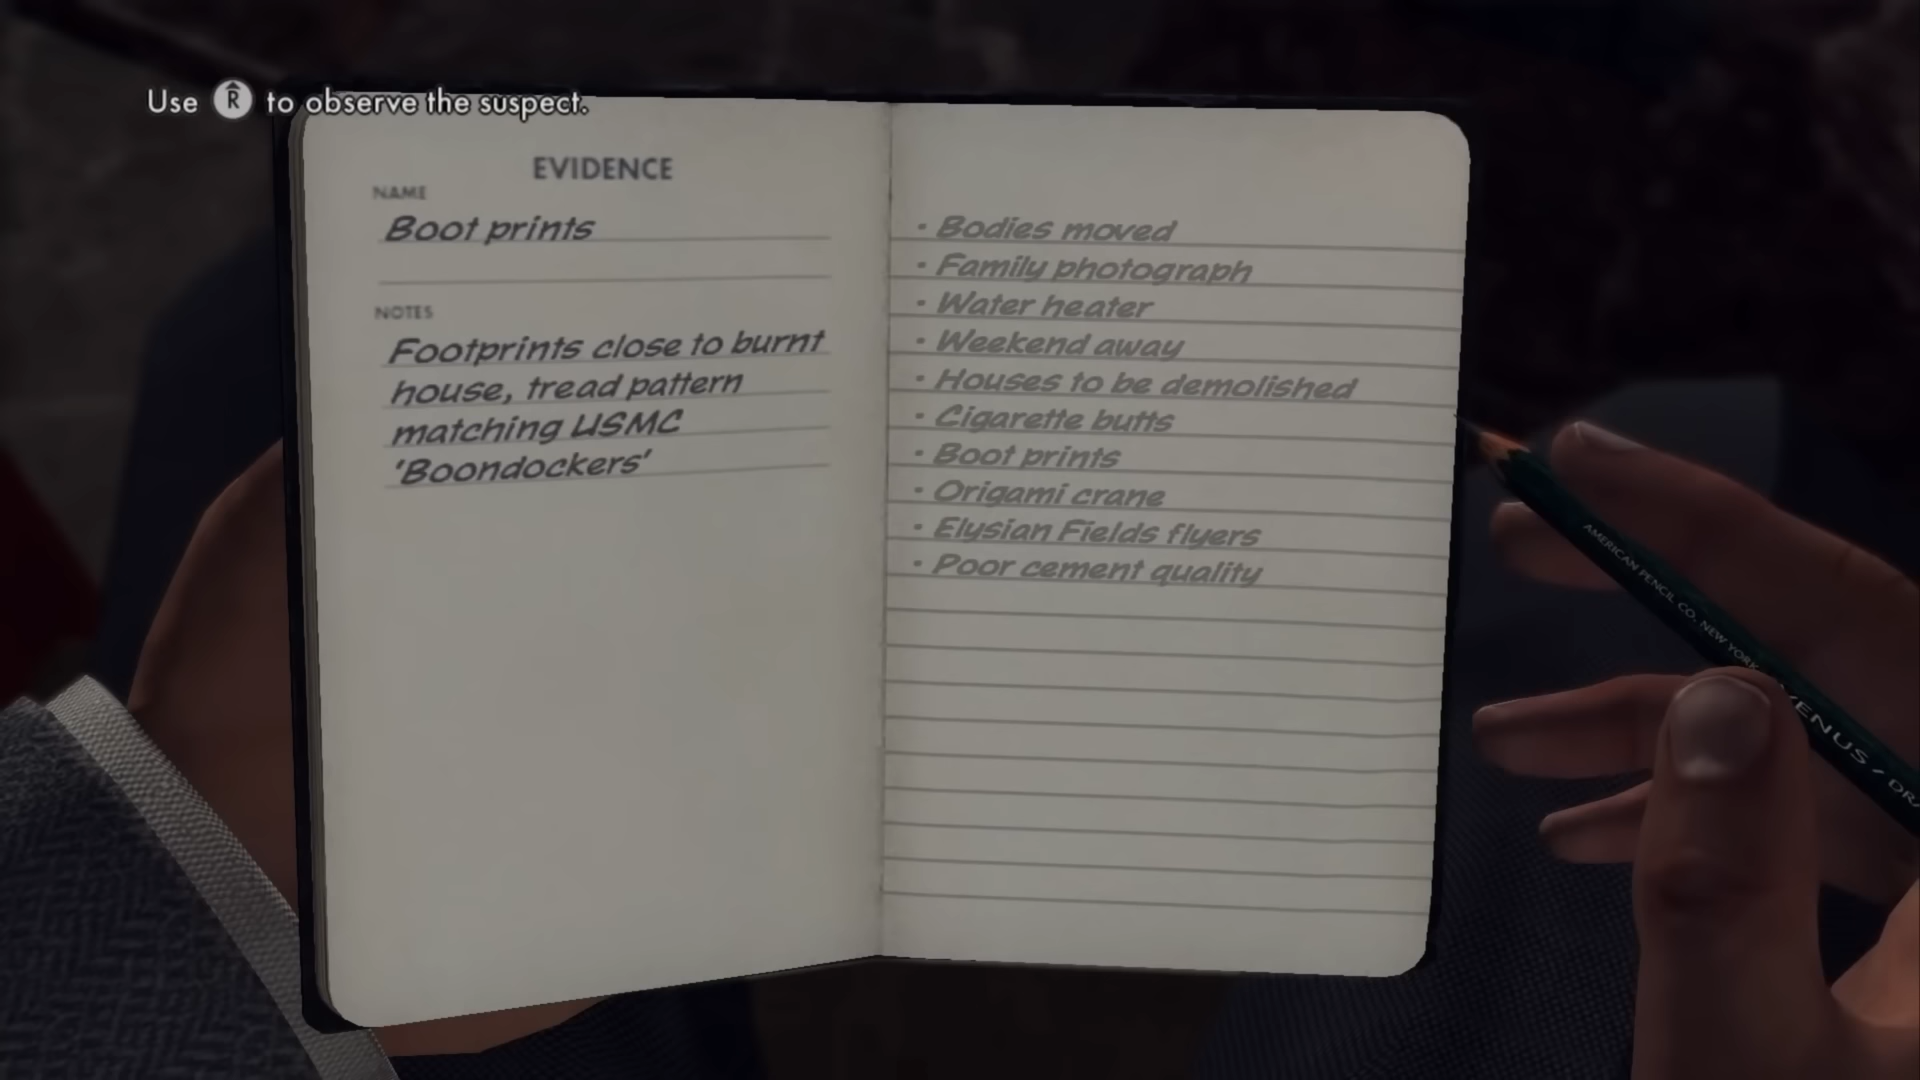 Use R to observe the suspect.
EVIDENCE
NAME
Boot prints
NOTES
Footprints close to burnt
house, tread pattern
matching USMC
'Boondockers'
· Bodies moved
· Family photograph
· Water heater
· Weekend away
· Houses to be demolished
· Cigarette butts
· Boot prints
· Origami crane
· Elysian Fields flyers
· Poor cement quality
AMERICAN PENCIL CO. NEW YORK
VENUS / DRA